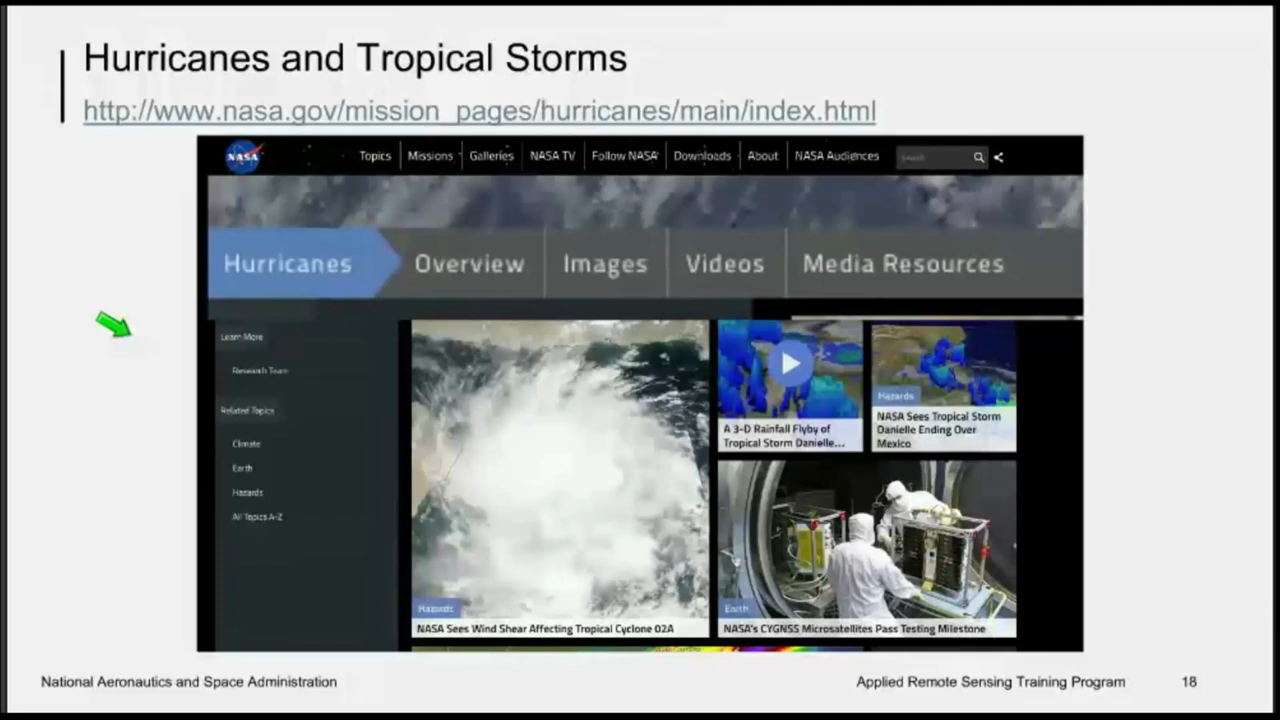 Hurricanes and Tropical Storms
http://www.nasa.gov/mission_pages/hurricanes/main/index.html
NASA
Topics Missions Galleries NASA TV Follow NASA Downloads About NASA Audiences Search
Hurricanes Overview Images Videos Media Resources
Learn More
Research Team
Related Topics
Climate
Earth
Hazards
All Topics A-Z
Hazards
NASA Sees Wind Shear Affecting Tropical Cyclone 02A
A 3-D Rainfall Flyby of
Tropical Storm Danielle...
Hazards
NASA Sees Tropical Storm
Danielle Ending Over
Mexico
Earth
NASA's CYGNSS Microsatellites Pass Testing Milestone
National Aeronautics and Space Administration
Applied Remote Sensing Training Program 18